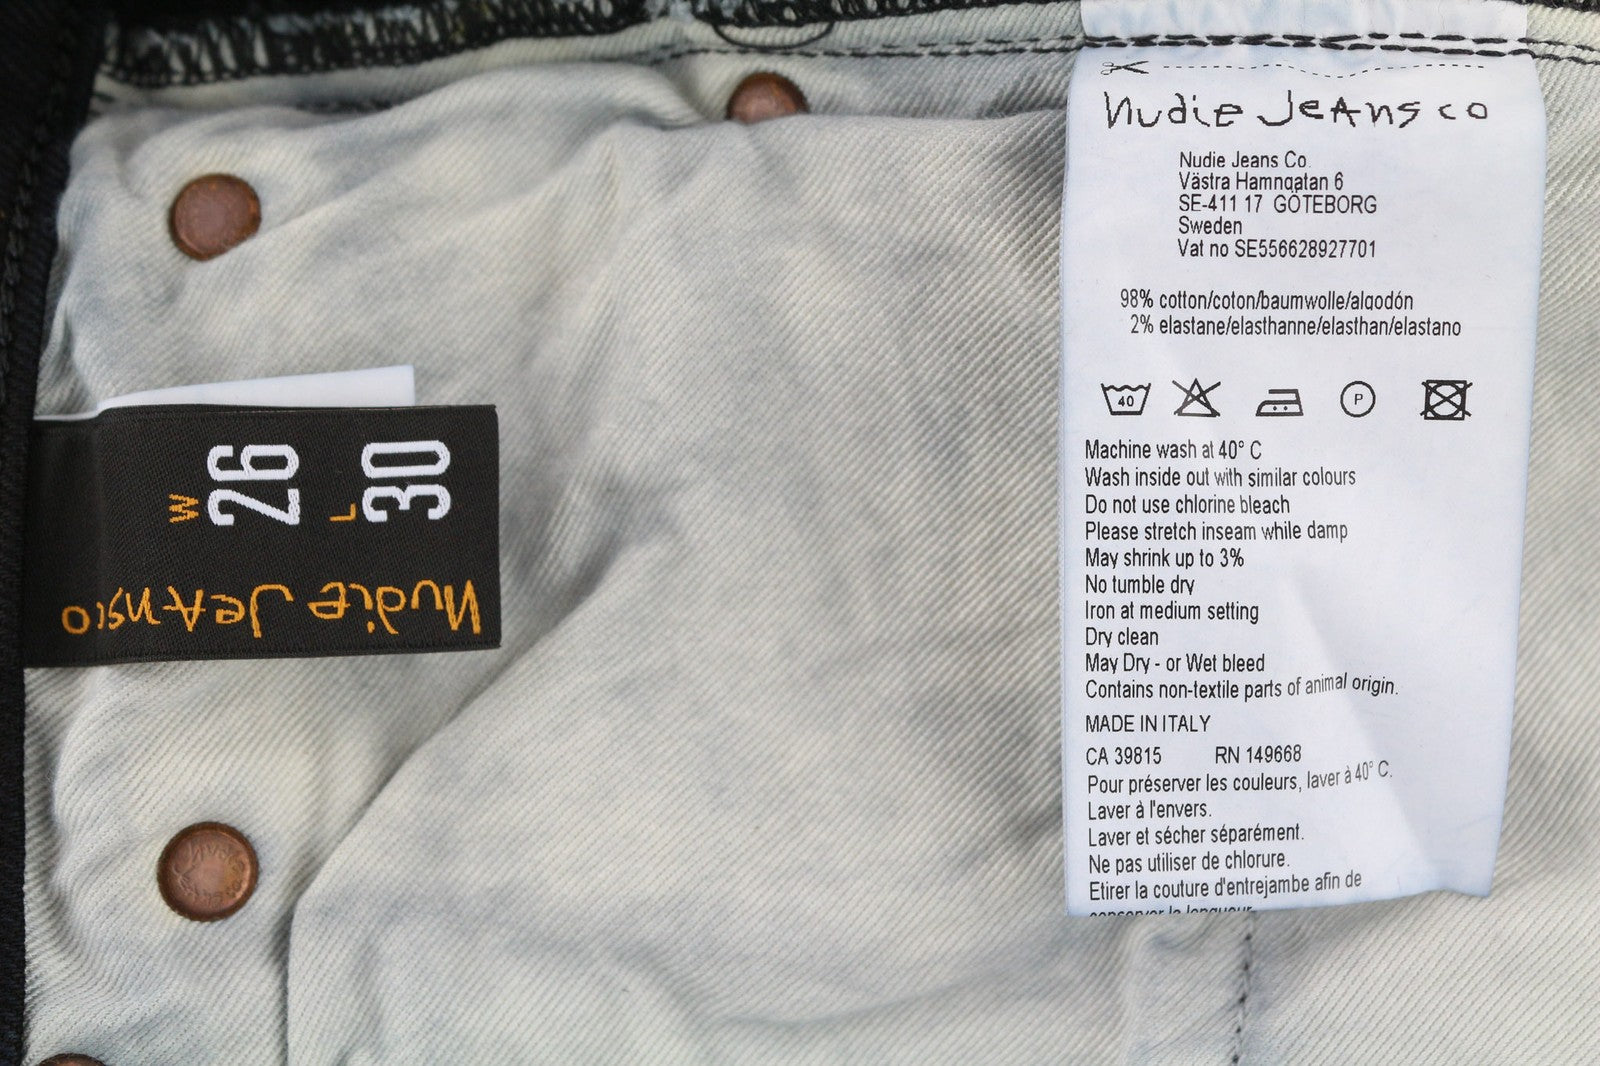 W 26
L 30
Nudie Jeans co
Nudie Jeans co
Nudie Jeans Co.
Västra Hamngatan 6
SE-411 17 GÖTEBORG
Sweden
Vat no SE556628927701
98% cotton/coton/baumwolle/algodón
2% elastane/elasthanne/elasthan/elastano
40
P
Machine wash at 40° C
Wash inside out with similar colours
Do not use chlorine bleach
Please stretch inseam while damp
May shrink up to 3%
No tumble dry
Iron at medium setting
Dry clean
May Dry - or Wet bleed
Contains non-textile parts of animal origin.
MADE IN ITALY
CA 39815 RN 149668
Pour préserver les couleurs, laver à 40° C.
Laver à l'envers.
Laver et sécher séparément.
Ne pas utiliser de chlorure.
Etirer la couture d'entrejambe afin de
conserver la longueur